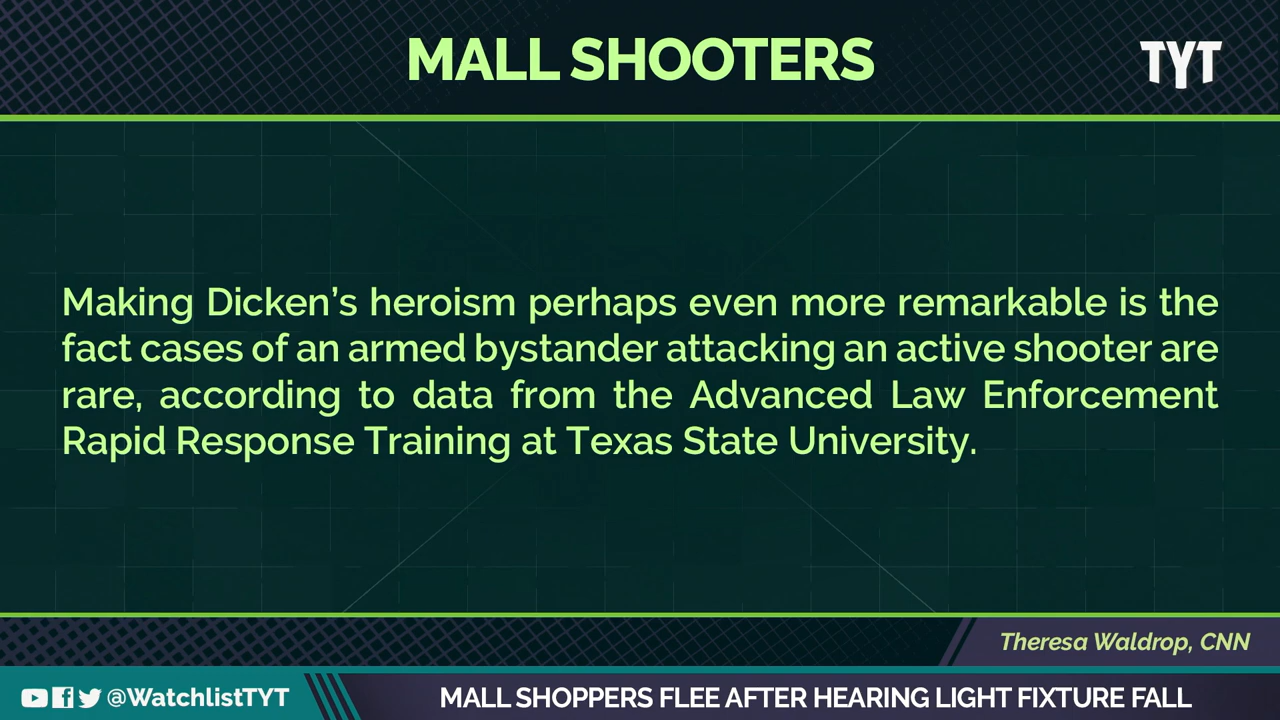 MALL SHOOTERS
TYT
Making Dicken’s heroism perhaps even more remarkable is the
fact cases of an armed bystander attacking an active shooter are
rare, according to data from the Advanced Law Enforcement
Rapid Response Training at Texas State University.
Theresa Waldrop, CNN
@WatchlistTYT
MALL SHOPPERS FLEE AFTER HEARING LIGHT FIXTURE FALL